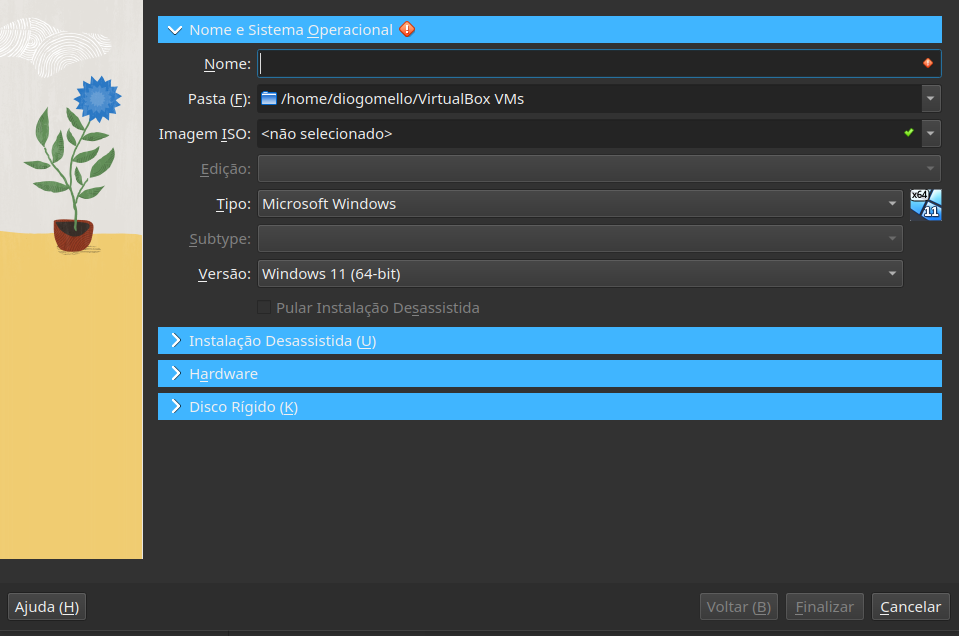 Nome e Sistema Operacional
Nome:
Pasta (F): /home/diogomello/VirtualBox VMs
Imagem ISO: <não selecionado>
Edição:
Tipo: Microsoft Windows x64 11
Subtype:
Versão: Windows 11 (64-bit)
Pular Instalação Desassistida
Instalação Desassistida (U)
Hardware
Disco Rígido (K)
Ajuda (H) Voltar (B) Finalizar Cancelar